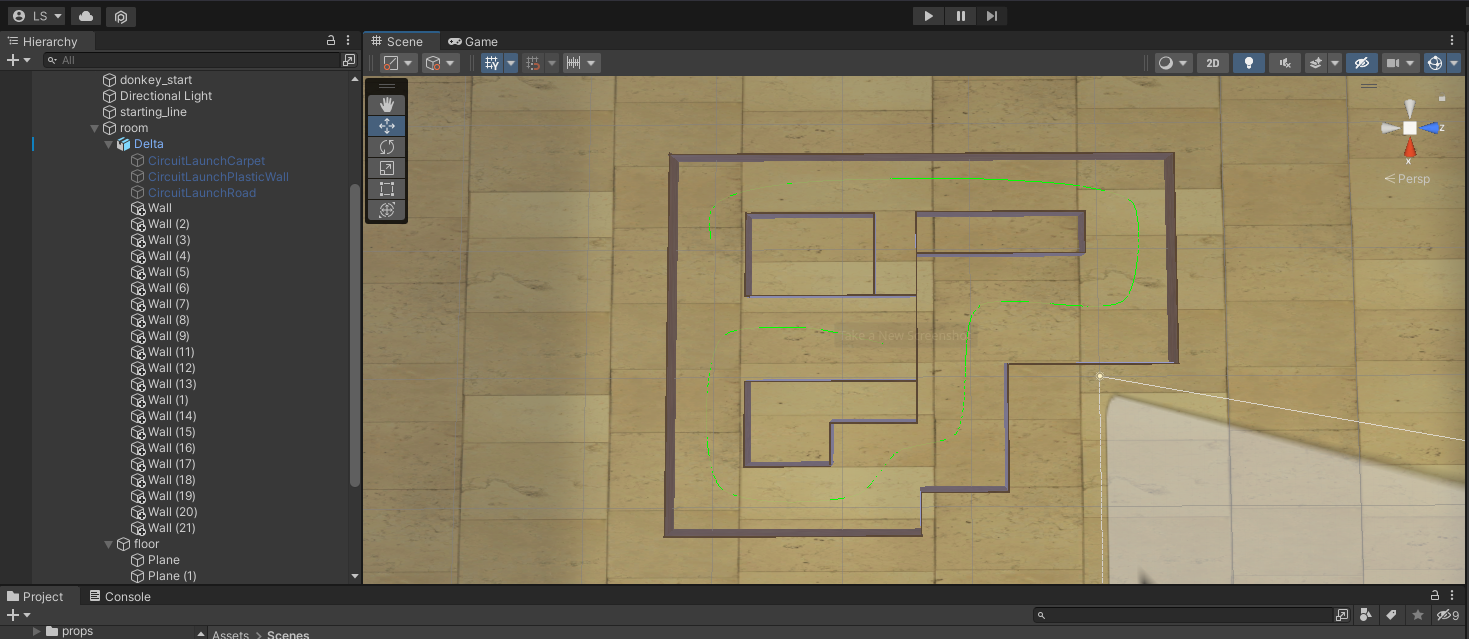 LS
Hierarchy
All
donkey_start
Directional Light
starting_line
room
Delta
CircuitLaunchCarpet
CircuitLaunchPlasticWall
CircuitLaunchRoad
Wall
Wall (2)
Wall (3)
Wall (4)
Wall (5)
Wall (6)
Wall (7)
Wall (8)
Wall (9)
Wall (11)
Wall (12)
Wall (13)
Wall (1)
Wall (14)
Wall (15)
Wall (16)
Wall (17)
Wall (18)
Wall (19)
Wall (20)
Wall (21)
floor
Plane
Plane (1)
Scene Game
2D
z
x
Persp
Take a New Screenshot
Project Console
9
props
Assets > Scenes